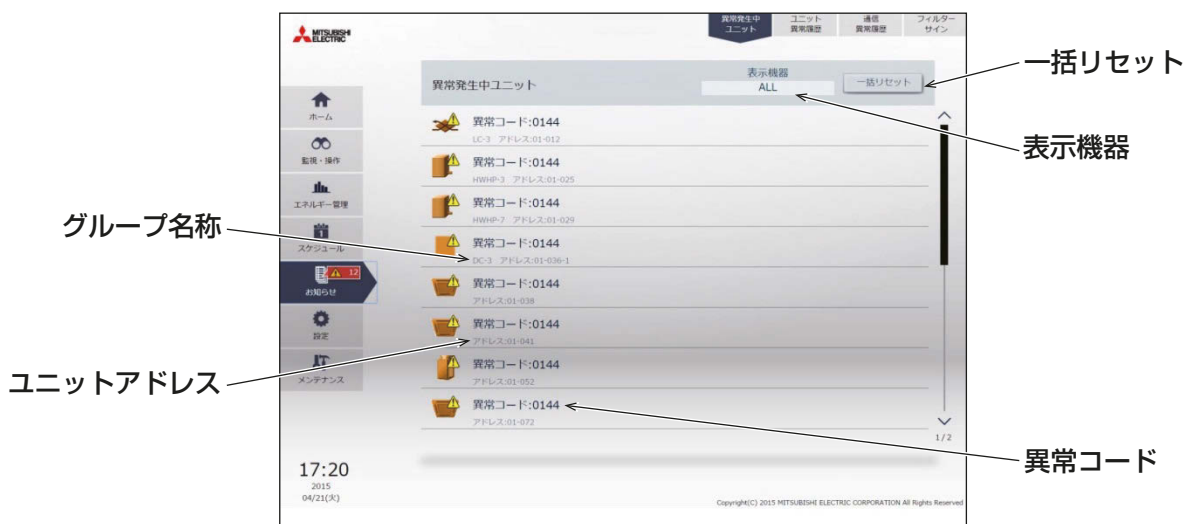 異常発生中
ユニット
ユニット
異常履歴
通信
異常履歴
フィルター
サイン
MITSUBISHI
ELECTRIC
一括リセット
異常発生中ユニット
表示機器
ALL
一括リセット
表示機器
ホーム
監視・操作
エネルギー管理
スケジュール
12
お知らせ
設定
メンテナンス
異常コード:0144
LC-3 アドレス:01-012
異常コード:0144
HWHP-3 アドレス:01-025
異常コード:0144
HWHP-7 アドレス:01-029
グループ名称
異常コード:0144
DC-3 アドレス:01-036-1
異常コード:0144
アドレス:01-038
異常コード:0144
アドレス:01-041
ユニットアドレス
異常コード:0144
アドレス:01-052
異常コード:0144
アドレス:01-072
1/2
異常コード
17:20
2015
04/21(火)
Copyright(C) 2015 MITSUBISHI ELECTRIC CORPORATION All Rights Reserved